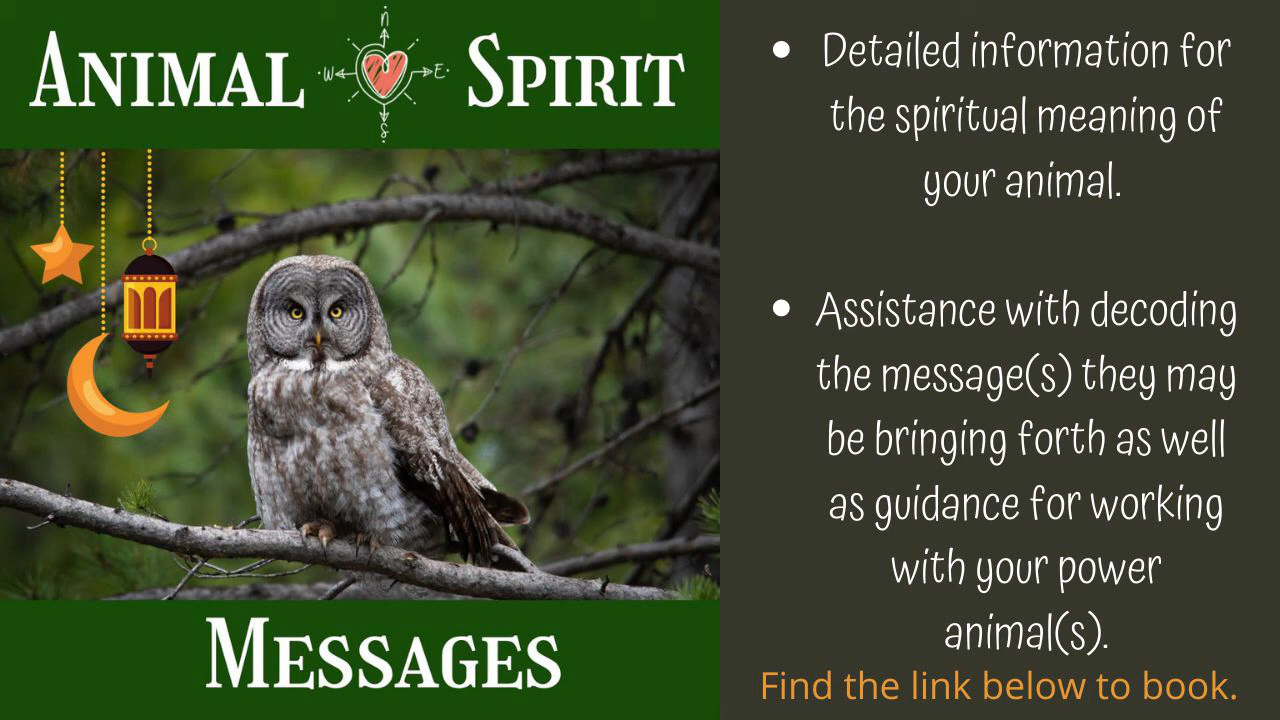 Animal Spirit
n
W E
s
Messages
• Detailed information for
the spiritual meaning of
your animal.
• Assistance with decoding
the message(s) they may
be bringing forth as well
as guidance for working
with your power
animal(s).
Find the link below to book.